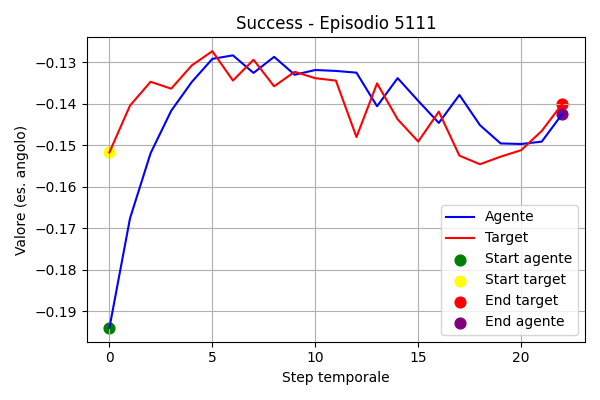 Success - Episodio 5111
Valore (es. angolo)
−0.13
−0.14
−0.15
−0.16
−0.17
−0.18
−0.19
0
5
10
15
20
Step temporale
Agente
Target
Start agente
Start target
End target
End agente